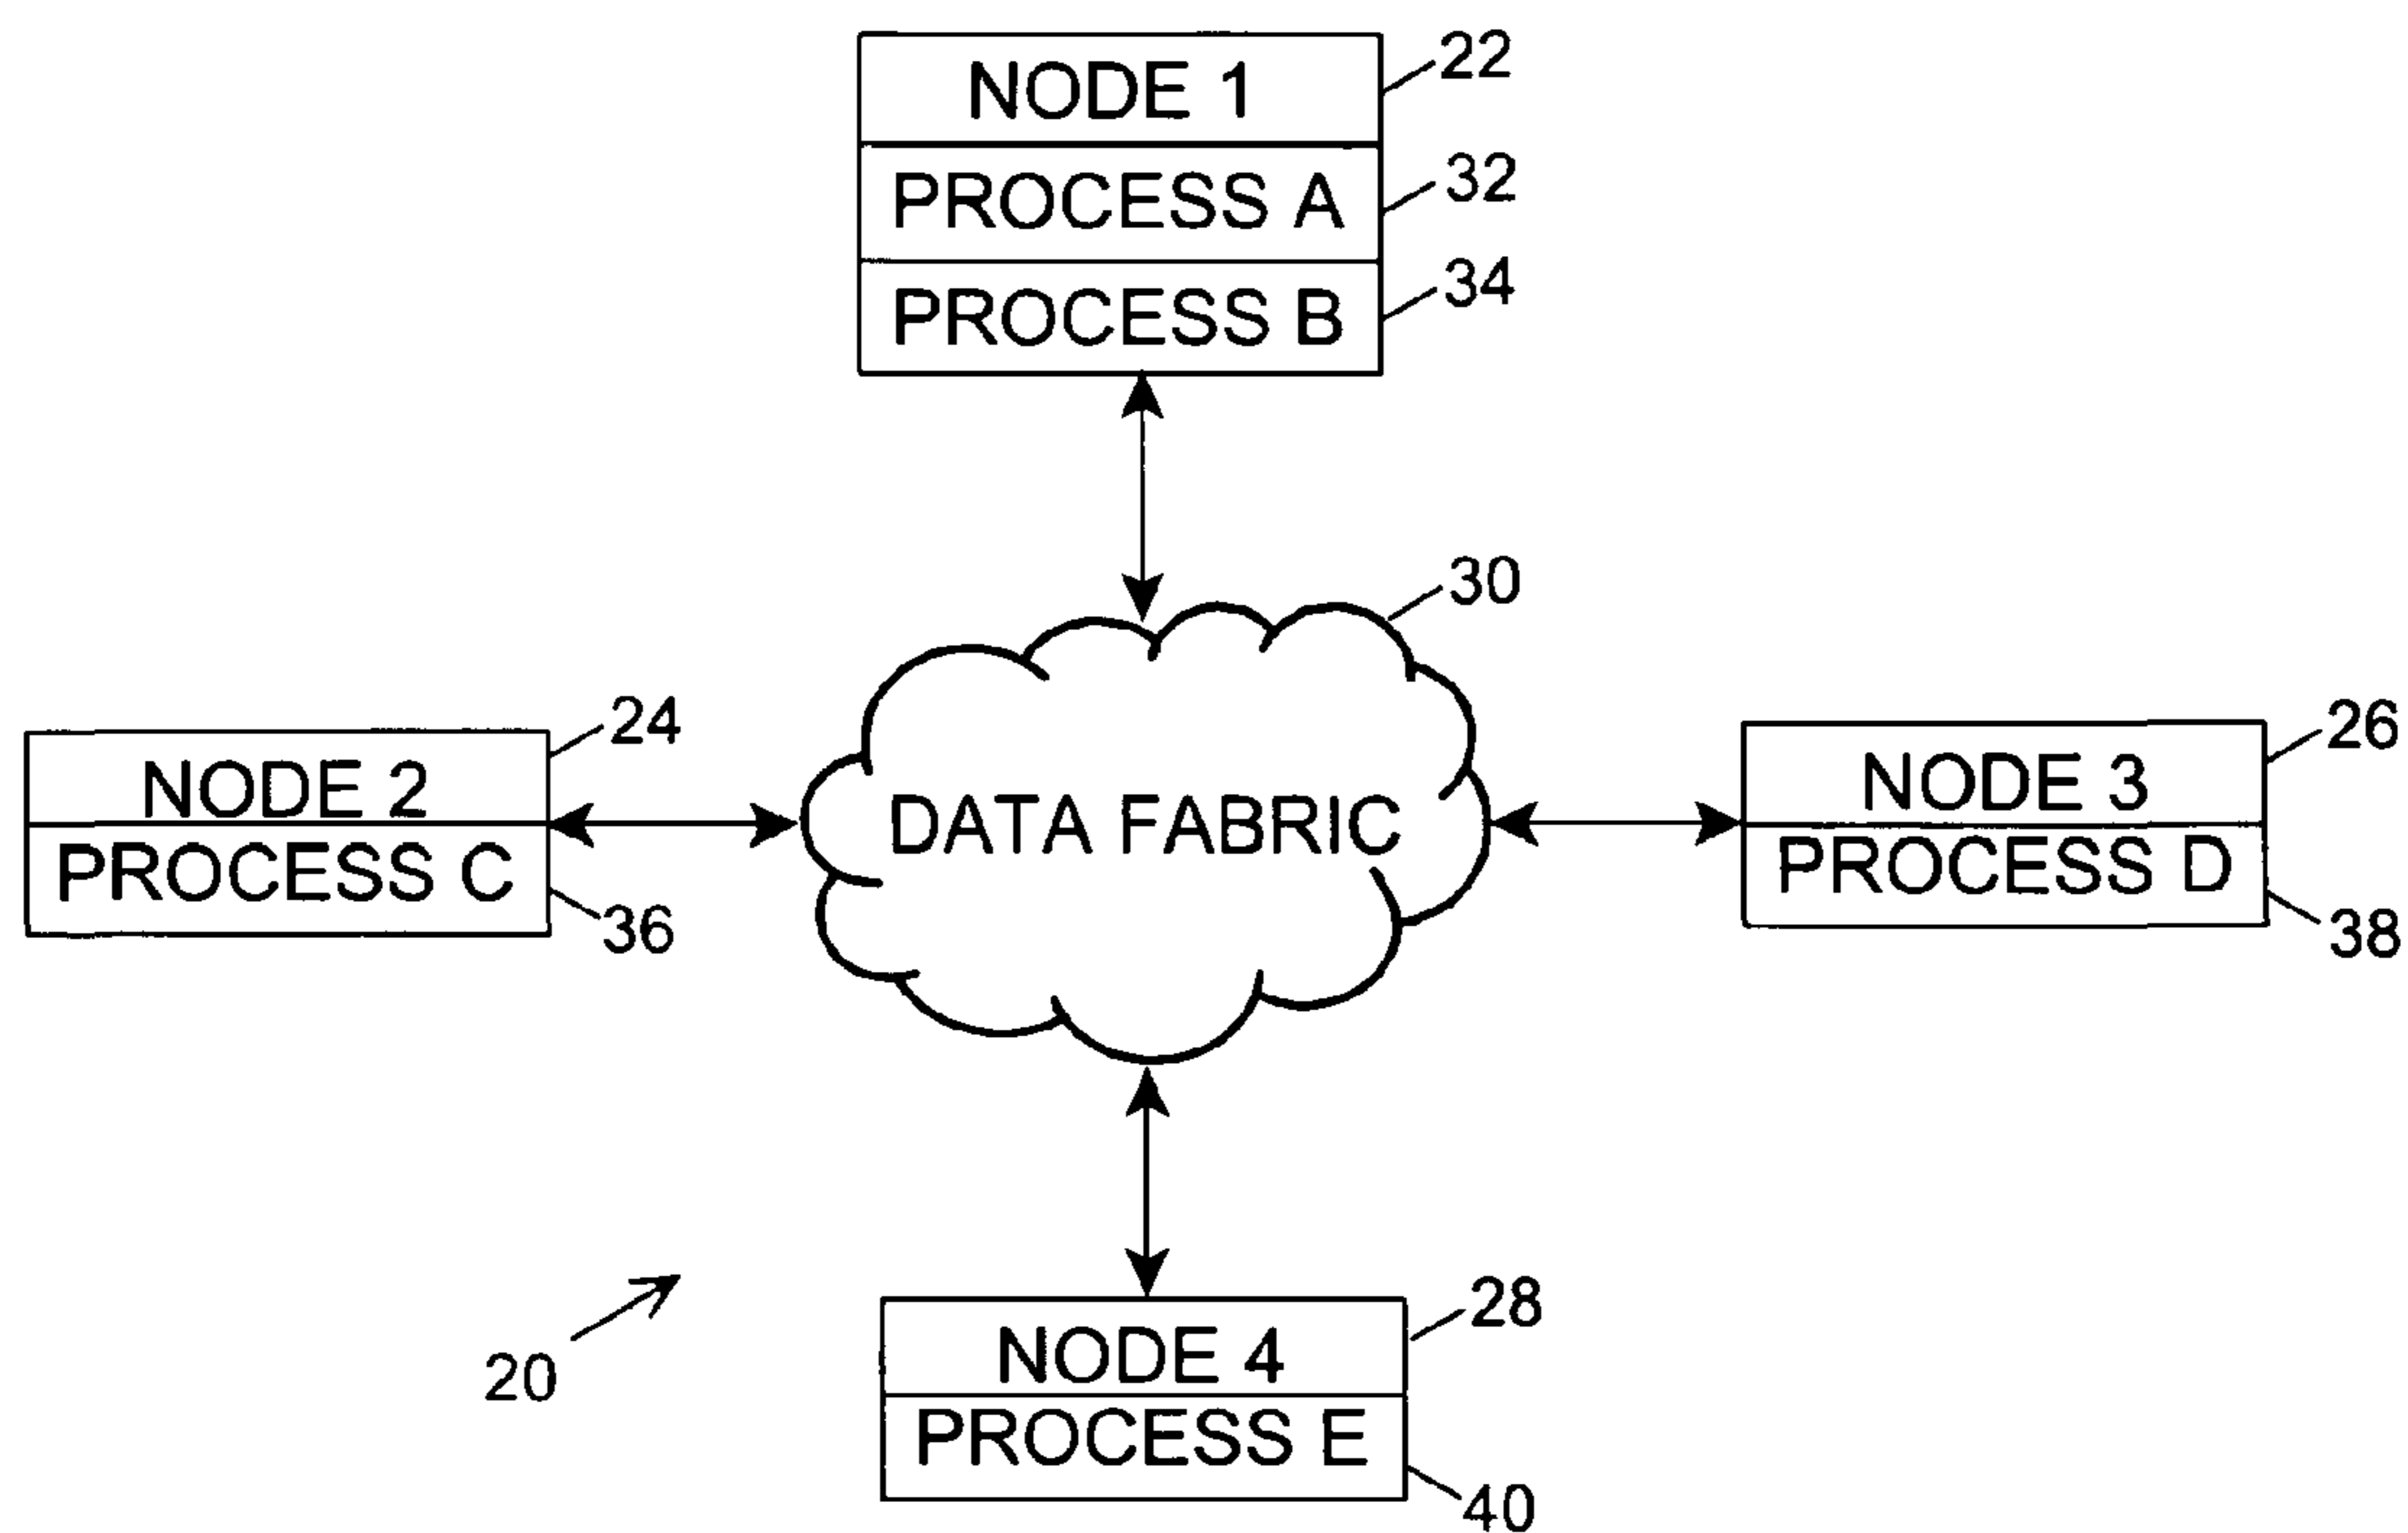 NODE 1
22
PROCESS A
32
PROCESS B
34
30
NODE 2
24
PROCESS C
36
DATA FABRIC
NODE 3
26
PROCESS D
38
20
NODE 4
28
PROCESS E
40